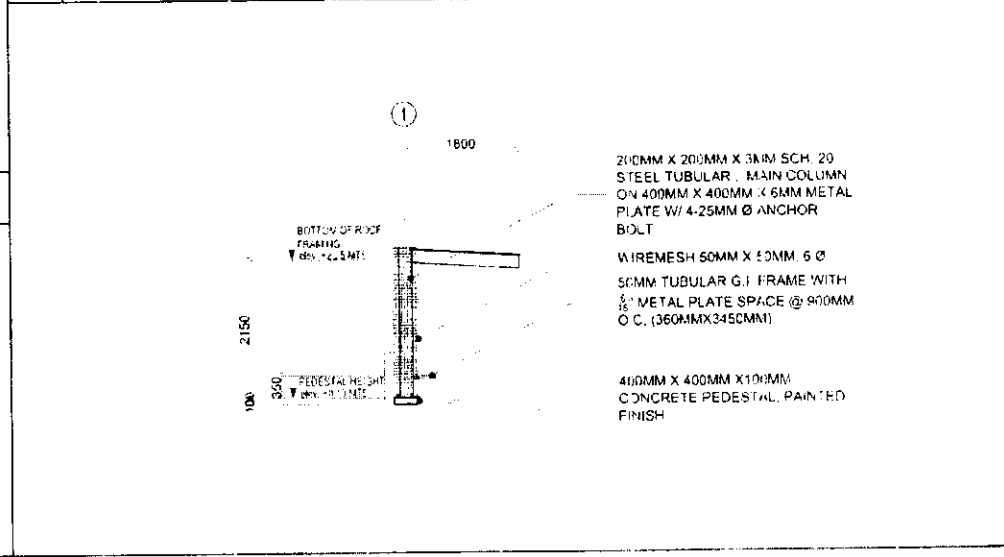 1
1800
200MM X 200MM X 3MM SCH. 20
STEEL TUBULAR , MAIN COLUMN
ON 400MM X 400MM X 6MM METAL
PLATE W/ 4-25MM Ø ANCHOR
BOLT
BOTTOM OF ROOF
FRAMING
WIREMESH 50MM X 50MM, 6 Ø
50MM TUBULAR G.I FRAME WITH
METAL PLATE SPACE @ 900MM
O.C. (360MMX3450MM)
2150
350
100
PEDESTAL HEIGHT
400MM X 400MM X100MM
CONCRETE PEDESTAL, PAINTED
FINISH